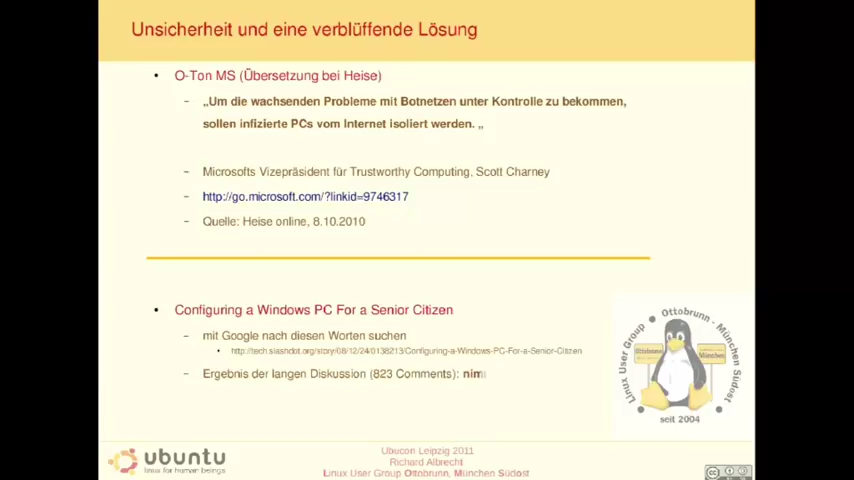 Unsicherheit und eine verblüffende Lösung
• O-Ton MS (Übersetzung bei Heise)
– „Um die wachsenden Probleme mit Botnetzen unter Kontrolle zu bekommen,
sollen infizierte PCs vom Internet isoliert werden. „
– Microsofts Vizepräsident für Trustworthy Computing, Scott Charney
– http://go.microsoft.com/?linkid=9746317
– Quelle: Heise online, 8.10.2010
• Configuring a Windows PC For a Senior Citizen
– mit Google nach diesen Worten suchen
• http://tech.slashdot.org/story/08/12/24/0138213/Configuring-a-Windows-PC-For-a-Senior-Citizen
– Ergebnis der langen Diskussion (823 Comments):
Linux User Group • Ottobrunn - München Südost •
Ottobrunn
München
seit 2004
ubuntu
linux for human beings
Ubucon Leipzig 2011
Richard Albrecht
Linux User Group Ottobrunn, München Südost
cc